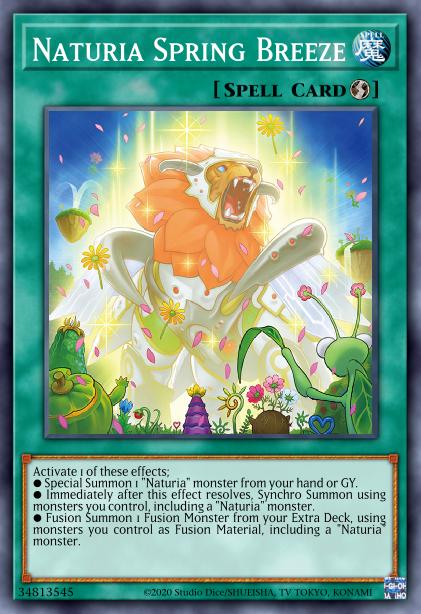 NATURIA SPRING BREEZE
SPELL
魔
[SPELL CARD]
Activate 1 of these effects;
● Special Summon 1 "Naturia" monster from your hand or GY.
● Immediately after this effect resolves, Synchro Summon using
monsters you control, including a "Naturia" monster.
● Fusion Summon 1 Fusion Monster from your Extra Deck, using
monsters you control as Fusion Material, including a "Naturia"
monster.
34813545
©2020 Studio Dice/SHUEISHA, TV TOKYO, KONAMI